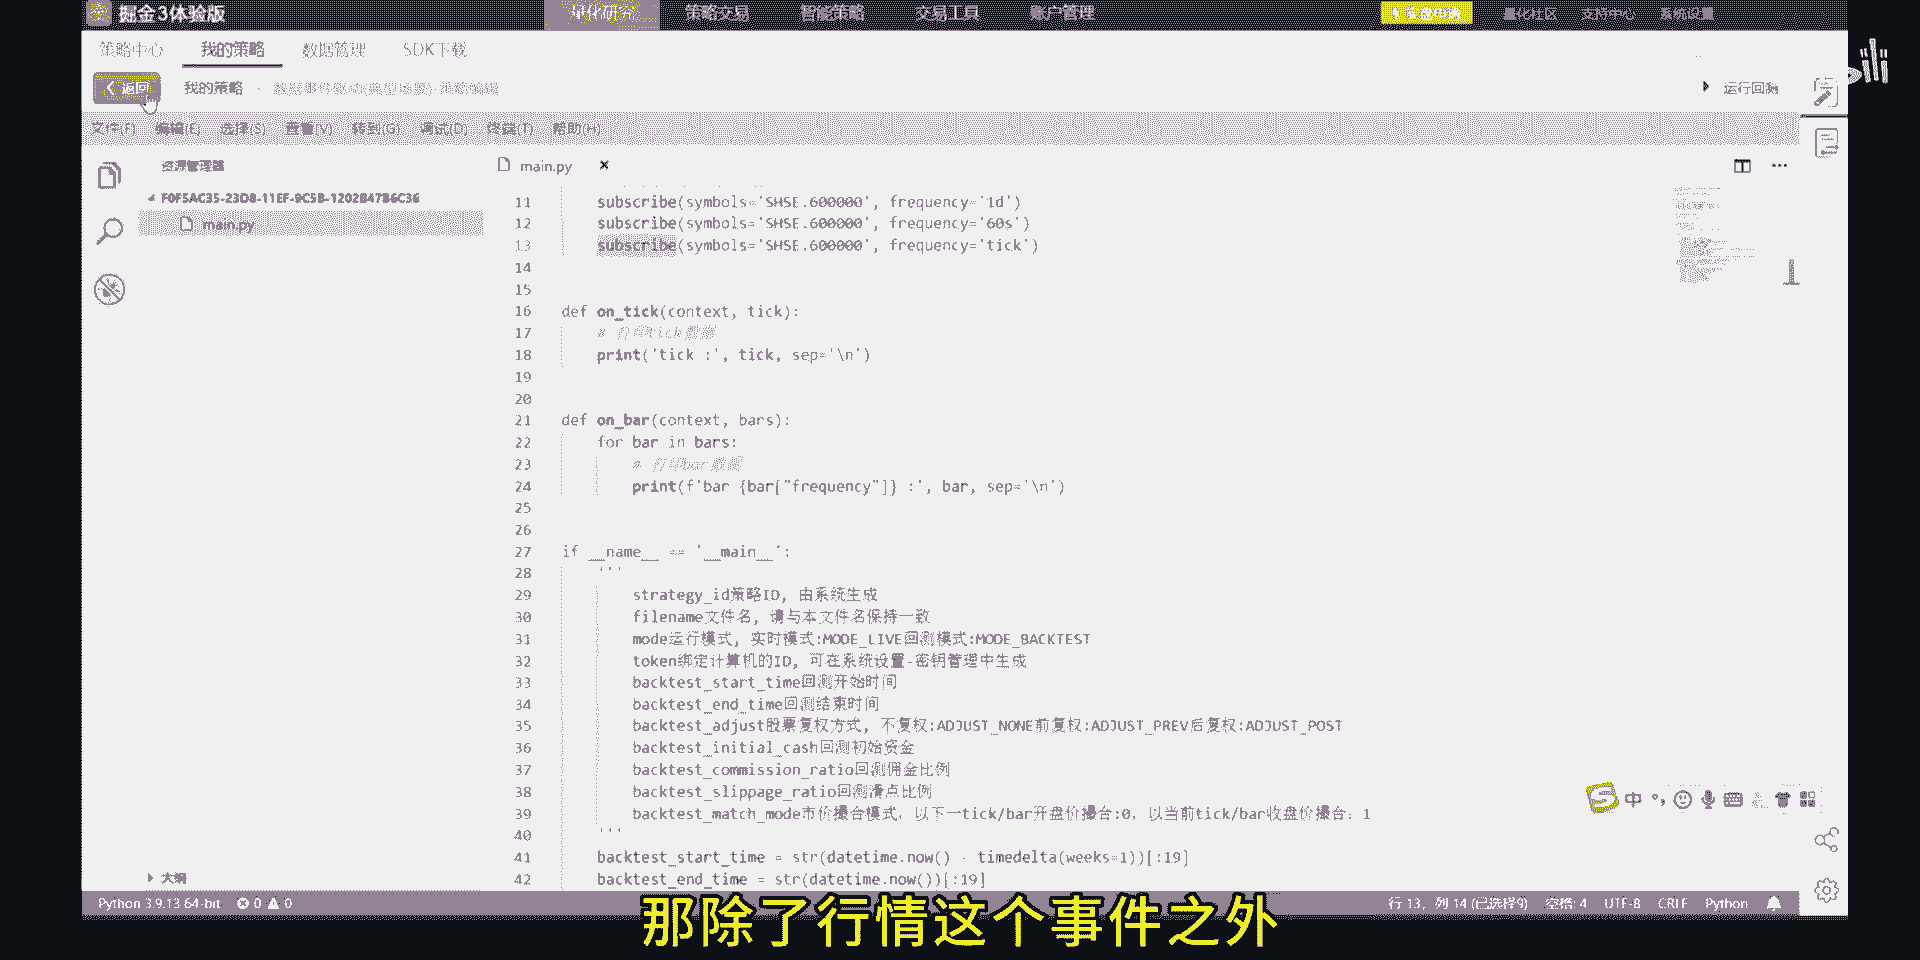 掘金3体验版
量化研究 策略交易 智能策略 交易工具 账户管理
量化社区 支持中心 系统设置
策略中心 我的策略 数据管理 SDK下载
返回 我的策略 数据事件驱动(典型场景)-策略编辑 运行回测
文件(F) 编辑(E) 选择(S) 查看(V) 转到(G) 调试(D) 终端(T) 帮助(H)
资源管理器
main.py
F0F5AC35-23D8-11EF-9C5B-1202B47B6C36
main.py
11 subscribe(symbols='SHSE.600000', frequency='1d')
12 subscribe(symbols='SHSE.600000', frequency='60s')
13 subscribe(symbols='SHSE.600000', frequency='tick')
14
15
16 def on_tick(context, tick):
17 # 打印tick数据
18 print('tick :', tick, sep='\n')
19
20
21 def on_bar(context, bars):
22 for bar in bars:
23 # 打印bar数据
24 print(f'bar {bar["frequency"]} :', bar, sep='\n')
25
26
27 if __name__ == '__main__':
28 '''
29 strategy_id策略ID, 由系统生成
30 filename文件名, 请与本文件名保持一致
31 mode运行模式, 实时模式:MODE_LIVE回测模式:MODE_BACKTEST
32 token绑定计算机的ID, 可在系统设置-密钥管理中生成
33 backtest_start_time回测开始时间
34 backtest_end_time回测结束时间
35 backtest_adjust股票复权方式, 不复权:ADJUST_NONE前复权:ADJUST_PREV后复权:ADJUST_POST
36 backtest_initial_cash回测初始资金
37 backtest_commission_ratio回测佣金比例
38 backtest_slippage_ratio回测滑点比例
39 backtest_match_mode市价撮合模式，以下一tick/bar开盘价撮合:0，以当前tick/bar收盘价撮合：1
40 '''
41 backtest_start_time = str(datetime.now() - timedelta(weeks=1))[:19]
42 backtest_end_time = str(datetime.now())[:19]
大纲
中
Python 3.9.13 64-bit 0 0
行 13，列 14 (已选择9) 空格: 4 UTF-8 CRLF Python
那除了行情这个事件之外